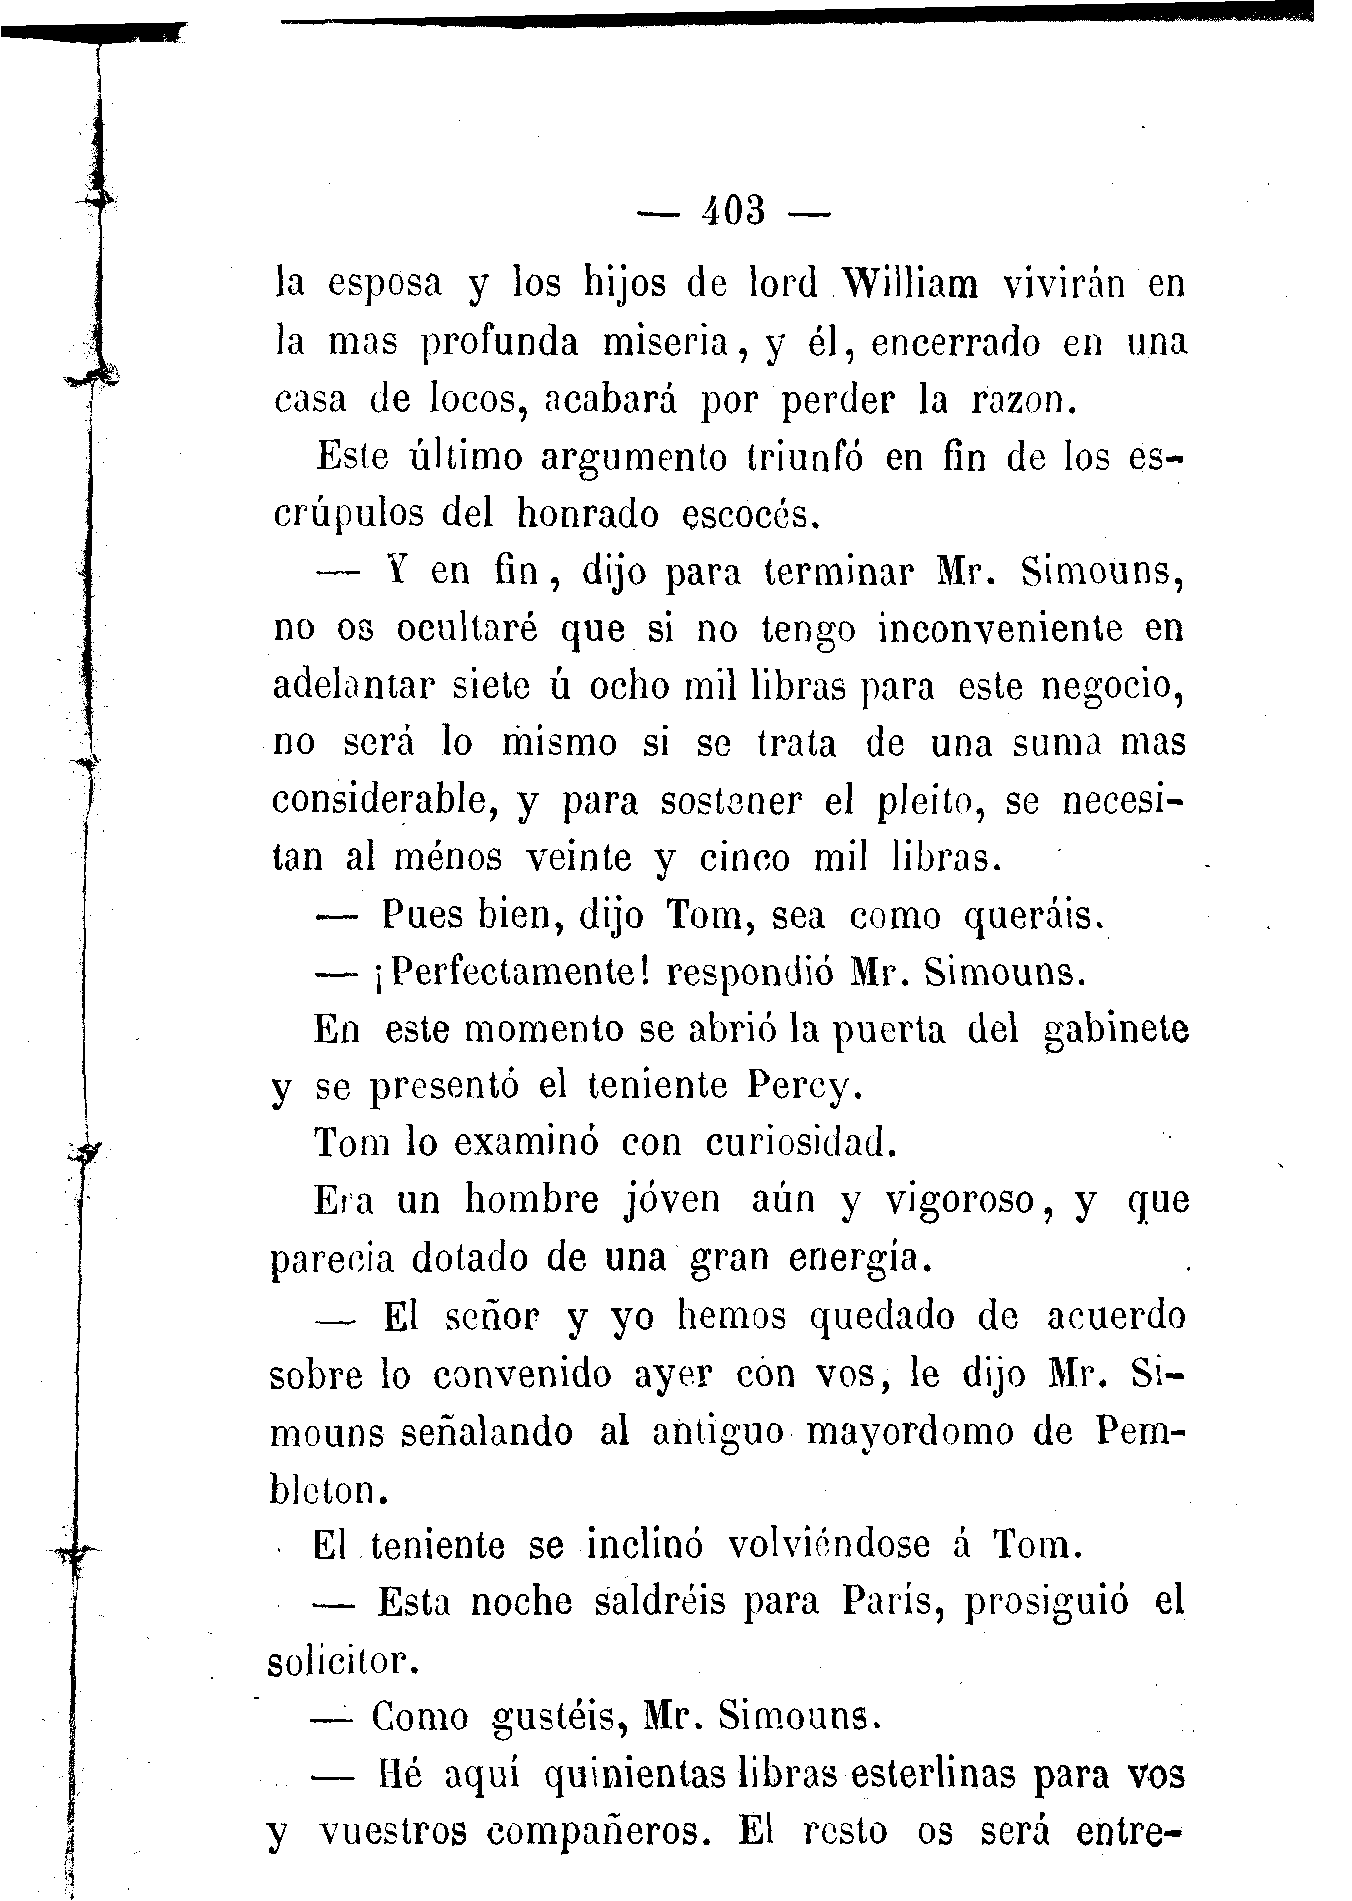 — 403 —
la esposa y los hijos de lord William vivirán en
la mas profunda miseria, y él, encerrado en una
casa de locos, acabará por perder la razon.
Este último argumento triunfó en fin de los es-
crúpulos del honrado escocés.
— Y en fin, dijo para terminar Mr. Simouns,
no os ocultaré que si no tengo inconveniente en
adelantar siete ú ocho mil libras para este negocio,
no será lo mismo si se trata de una suma mas
considerable, y para sostener el pleito, se necesi-
tan al ménos veinte y cinco mil libras.
— Pues bien, dijo Tom, sea como queráis.
— ¡Perfectamente! respondió Mr. Simouns.
En este momento se abrió la puerta del gabinete
y se presentó el teniente Percy.
Tom lo examinó con curiosidad.
Era un hombre jóven aún y vigoroso, y que
parecia dotado de una gran energía.
— El señor y yo hemos quedado de acuerdo
sobre lo convenido ayer con vos, le dijo Mr. Si-
mouns señalando al antiguo mayordomo de Pem-
bleton.
El teniente se inclinó volviéndose á Tom.
— Esta noche saldréis para París, prosiguió el
solicitor.
— Como gustéis, Mr. Simouns.
— Hé aquí quinientas libras esterlinas para vos
y vuestros compañeros. El resto os será entre-